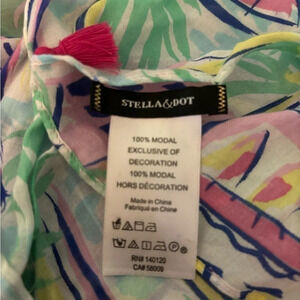 STELLA&DOT
100% MODAL
EXCLUSIVE OF
DECORATION
100% MODAL
HORS DÉCORATION
Made in China
Fabriqué en China
RN# 140120
CA# 58009